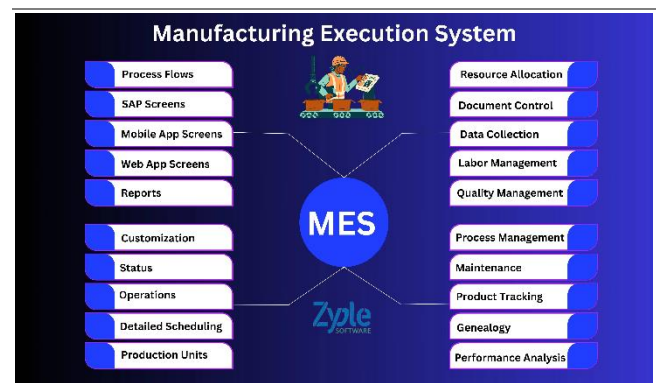 Manufacturing Execution System
Process Flows
SAP Screens
Mobile App Screens
Web App Screens
Reports
Resource Allocation
Document Control
Data Collection
Labor Management
Quality Management
MES
Customization
Status
Operations
Detailed Scheduling
Production Units
Process Management
Maintenance
Product Tracking
Genealogy
Performance Analysis
Zyple
SOFTWARE